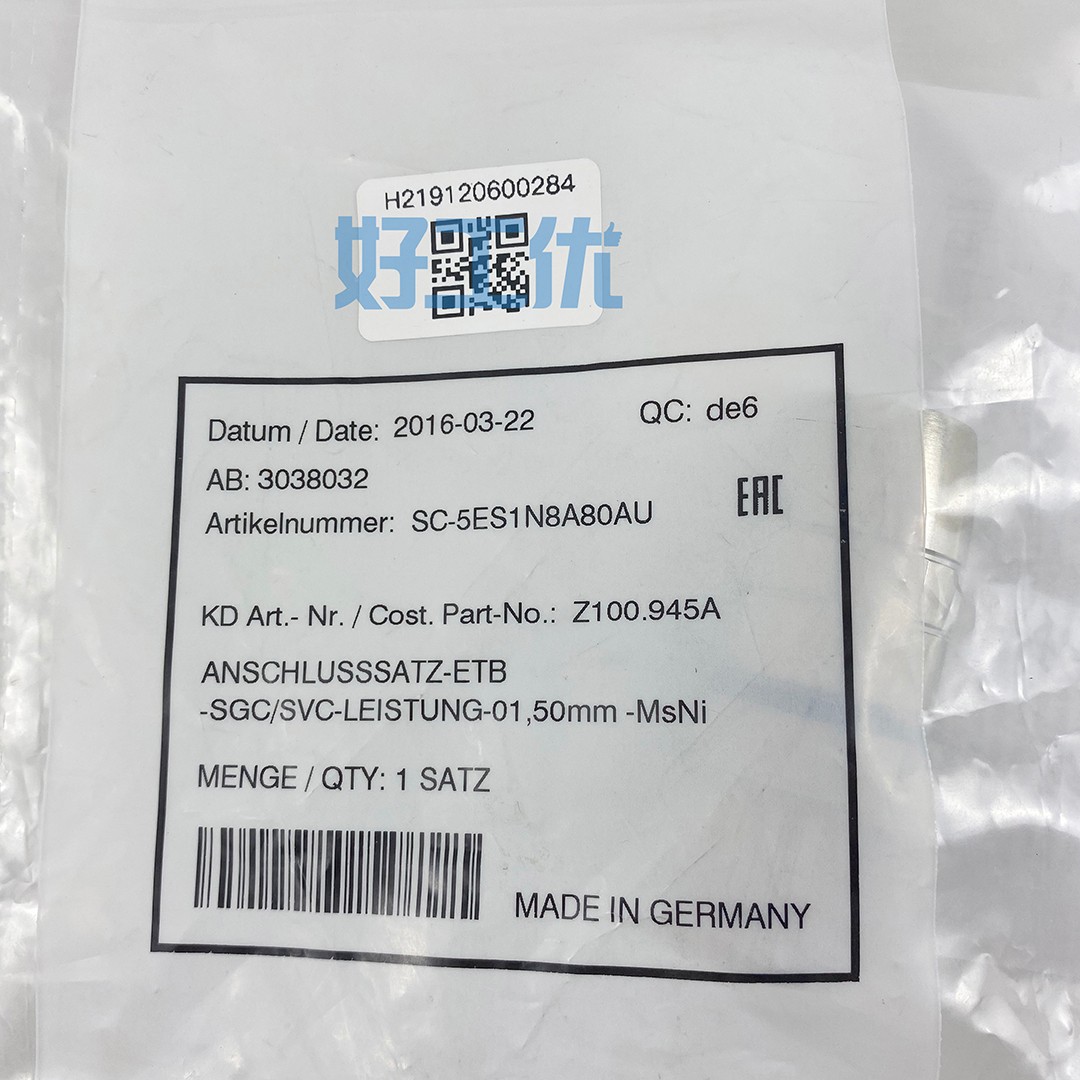 H219120600284
好工优
Datum / Date: 2016-03-22 QC: de6
AB: 3038032
EAC
Artikelnummer: SC-5ES1N8A80AU
KD Art.- Nr. / Cost. Part-No.: Z100.945A
ANSCHLUSSSATZ-ETB
-SGC/SVC-LEISTUNG-01,50mm -MsNi
MENGE / QTY: 1 SATZ
MADE IN GERMANY